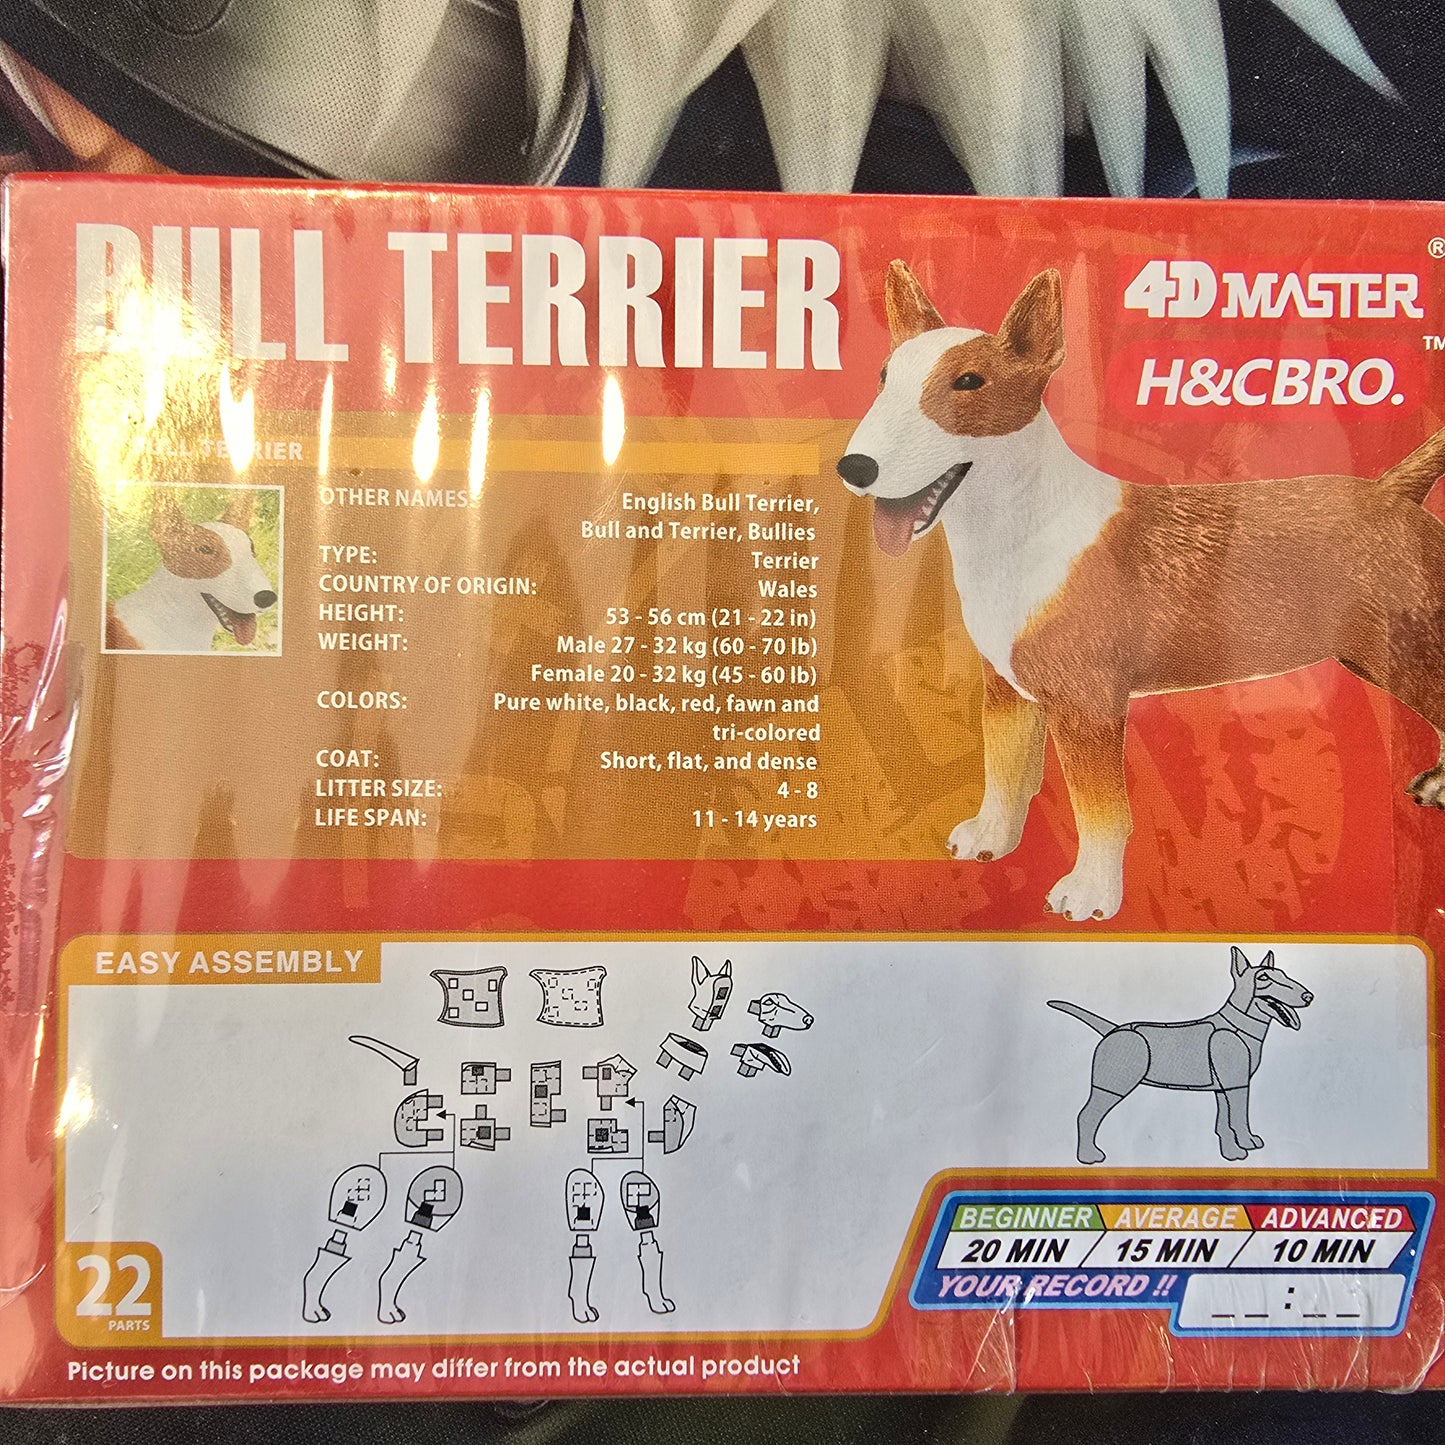 BULL TERRIER
4D MASTER ®
H&CBRO. ™
BULL TERRIER
OTHER NAMES: English Bull Terrier,
Bull and Terrier, Bullies
TYPE: Terrier
COUNTRY OF ORIGIN: Wales
HEIGHT: 53 - 56 cm (21 - 22 in)
WEIGHT: Male 27 - 32 kg (60 - 70 lb)
Female 20 - 32 kg (45 - 60 lb)
COLORS: Pure white, black, red, fawn and
tri-colored
COAT: Short, flat, and dense
LITTER SIZE: 4 - 8
LIFE SPAN: 11 - 14 years
EASY ASSEMBLY
22
PARTS
BEGINNER AVERAGE ADVANCED
20 MIN 15 MIN 10 MIN
YOUR RECORD !! _ _ : _ _
Picture on this package may differ from the actual product